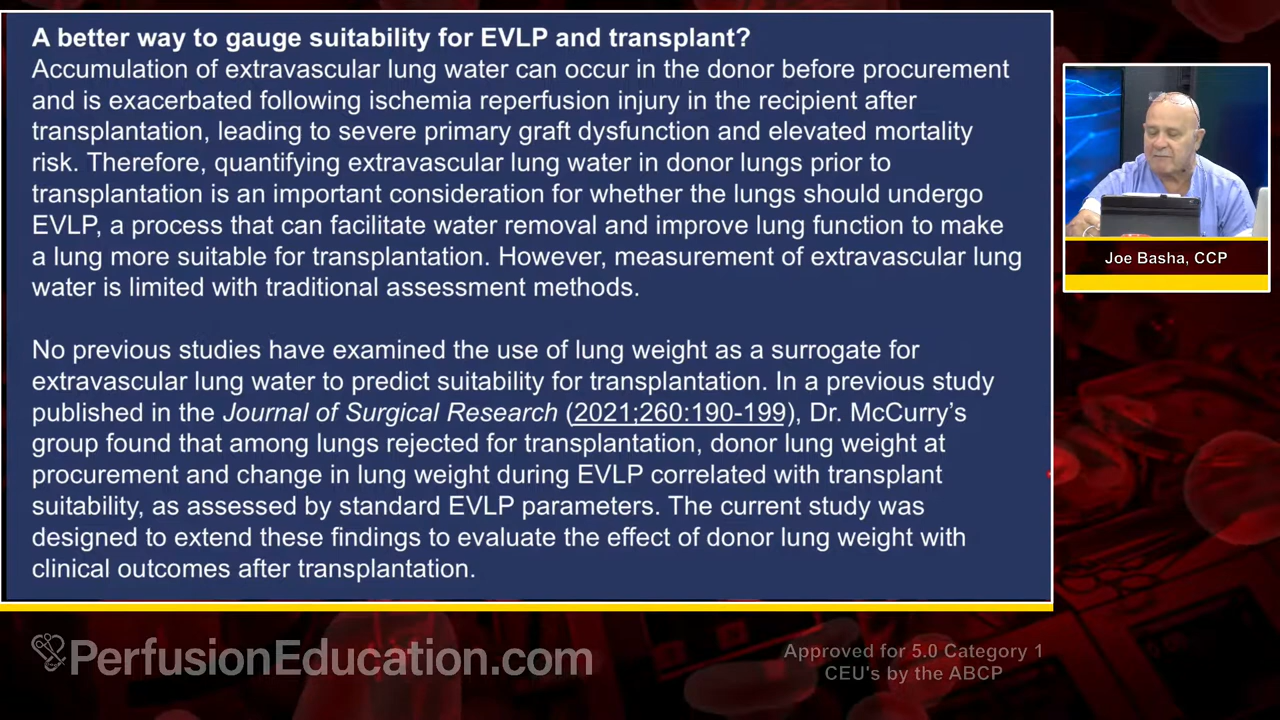 A better way to gauge suitability for EVLP and transplant?
Accumulation of extravascular lung water can occur in the donor before procurement
and is exacerbated following ischemia reperfusion injury in the recipient after
transplantation, leading to severe primary graft dysfunction and elevated mortality
risk. Therefore, quantifying extravascular lung water in donor lungs prior to
transplantation is an important consideration for whether the lungs should undergo
EVLP, a process that can facilitate water removal and improve lung function to make
a lung more suitable for transplantation. However, measurement of extravascular lung
water is limited with traditional assessment methods.
No previous studies have examined the use of lung weight as a surrogate for
extravascular lung water to predict suitability for transplantation. In a previous study
published in the Journal of Surgical Research (2021;260:190-199), Dr. McCurry's
group found that among lungs rejected for transplantation, donor lung weight at
procurement and change in lung weight during EVLP correlated with transplant
suitability, as assessed by standard EVLP parameters. The current study was
designed to extend these findings to evaluate the effect of donor lung weight with
clinical outcomes after transplantation.
Joe Basha, CCP
PerfusionEducation.com
Approved for 5.0 Category 1
CEU's by the ABCP